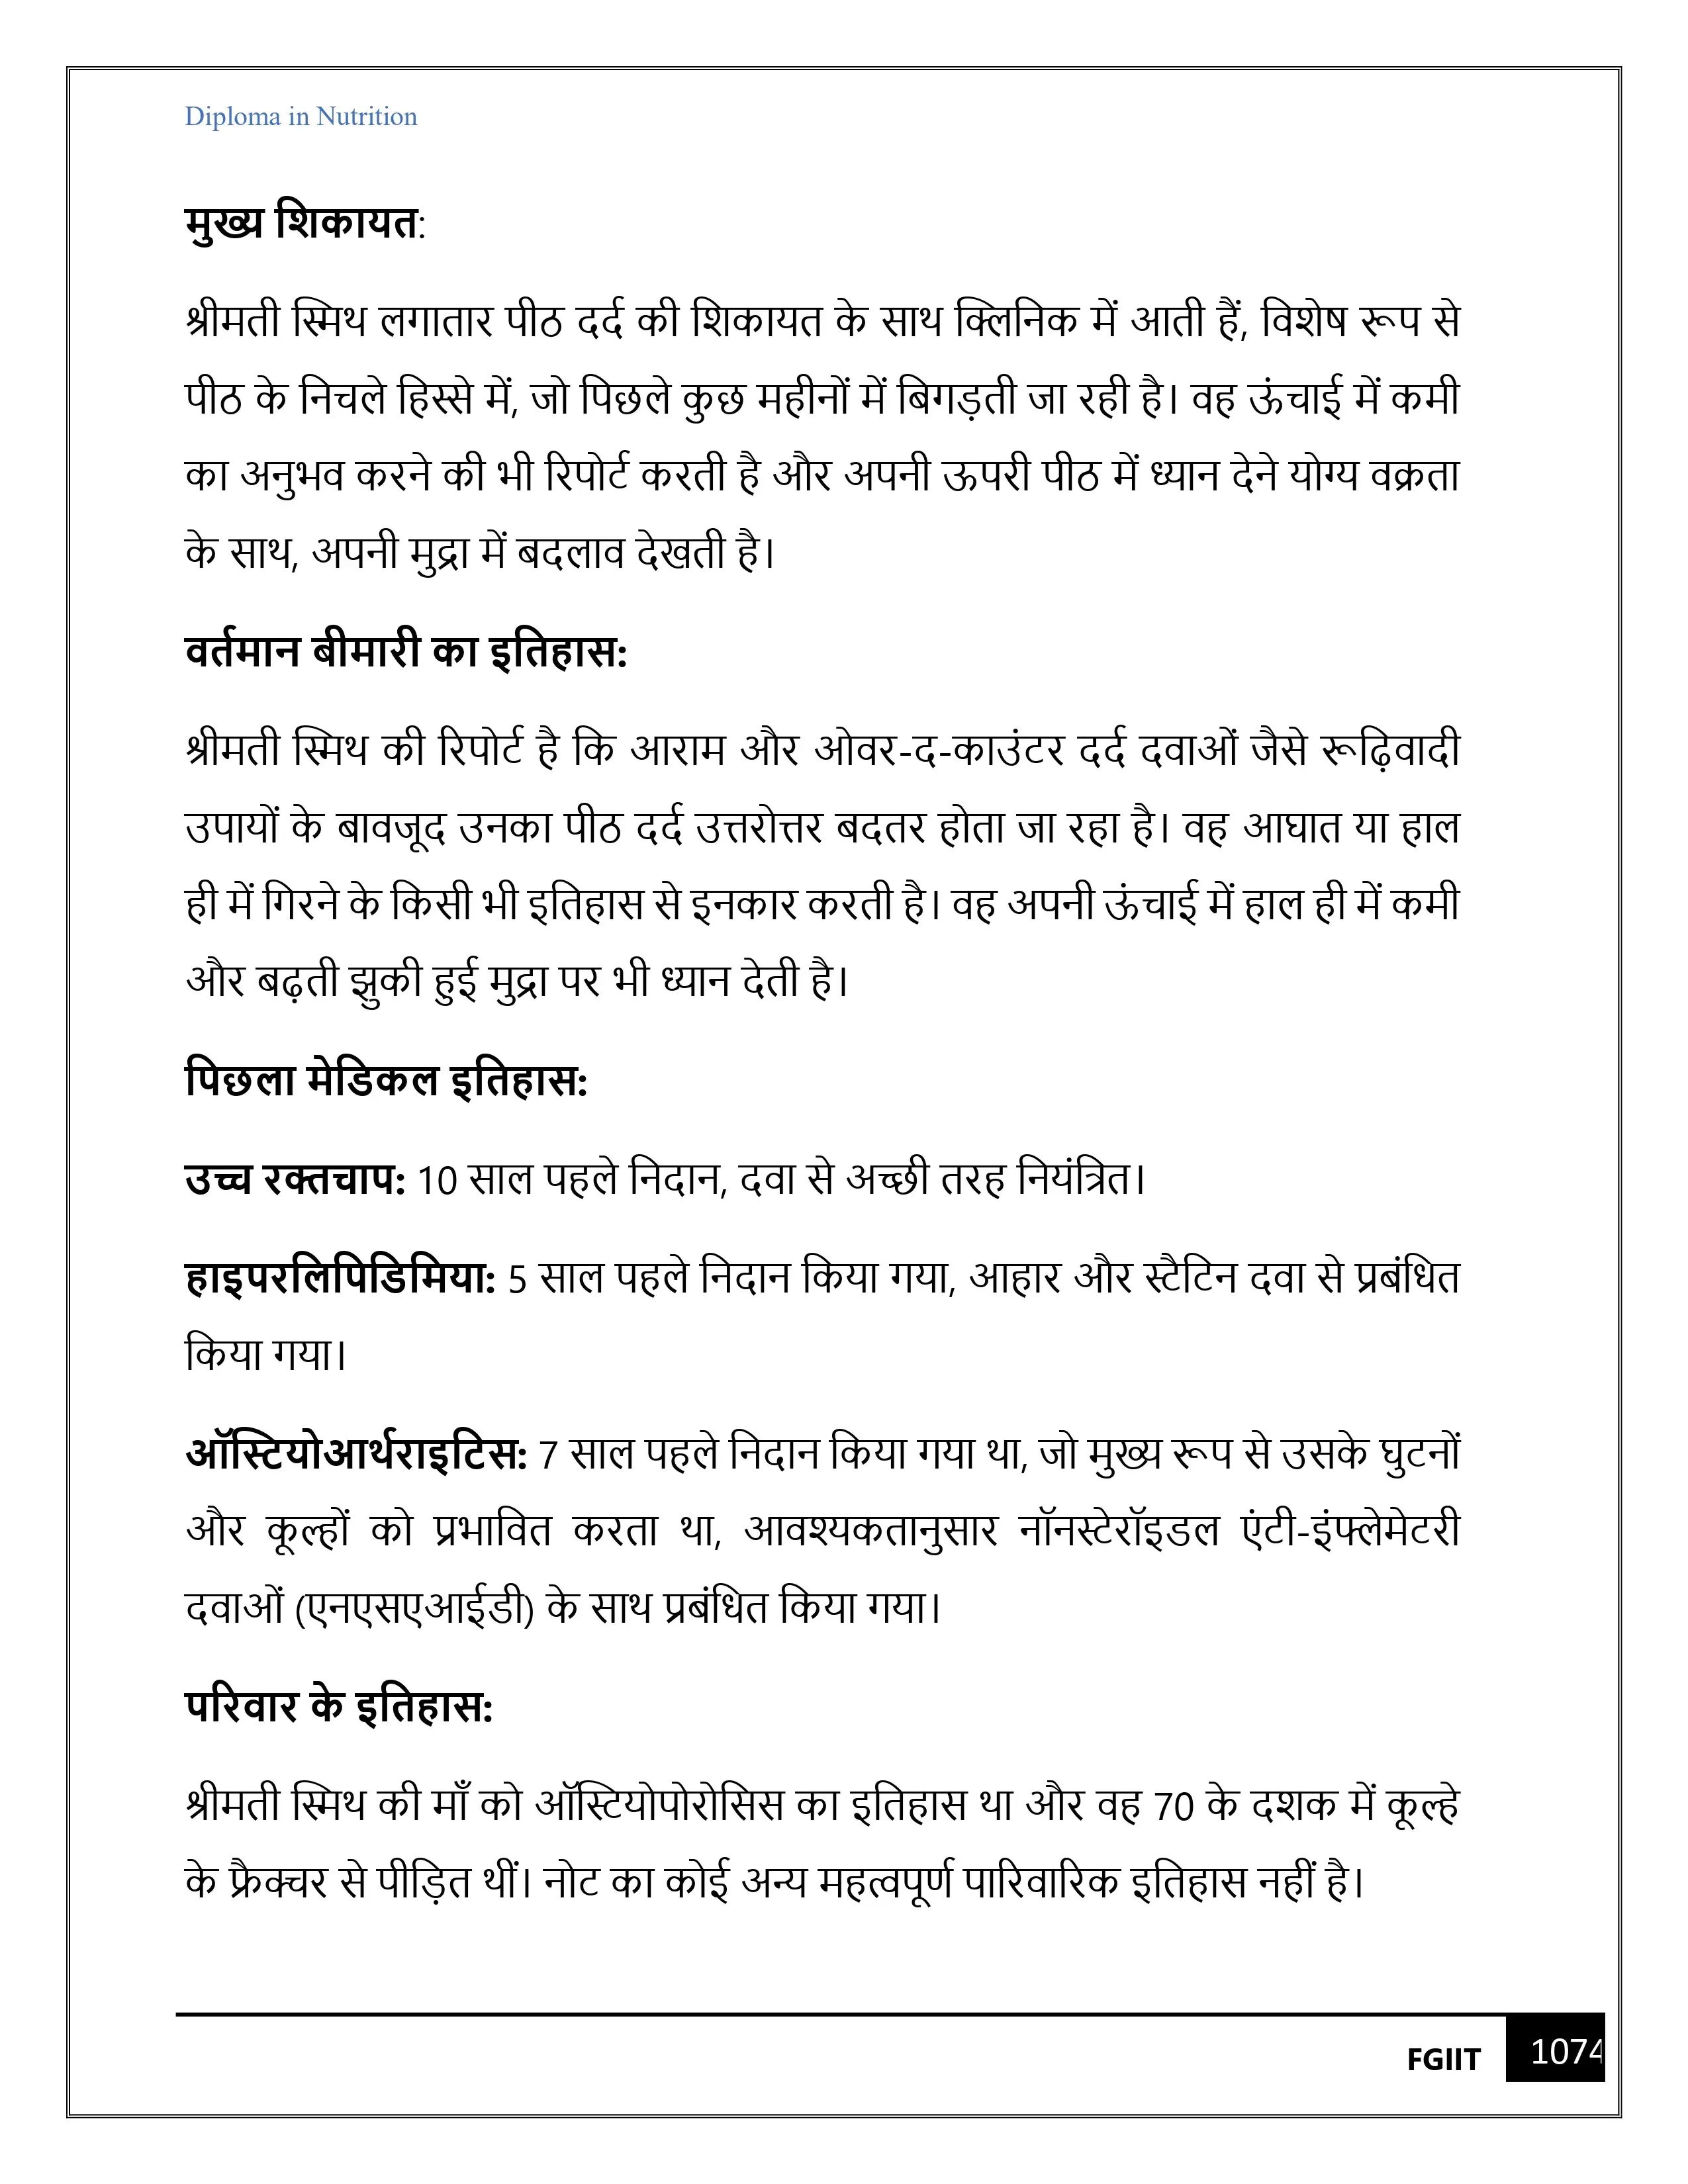 Diploma in Nutrition
मुख्य शिकायत:
श्रीमती स्मिथ लगातार पीठ दर्द की शिकायत के साथ क्लिनिक में आती हैं, विशेष रूप से
पीठ के निचले हिस्से में, जो पिछले कुछ महीनों में बिगड़ती जा रही है। वह ऊंचाई में कमी
का अनुभव करने की भी रिपोर्ट करती है और अपनी ऊपरी पीठ में ध्यान देने योग्य वक्रता
के साथ, अपनी मुद्रा में बदलाव देखती है।
वर्तमान बीमारी का इतिहास:
श्रीमती स्मिथ की रिपोर्ट है कि आराम और ओवर-द-काउंटर दर्द दवाओं जैसे रूढ़िवादी
उपायों के बावजूद उनका पीठ दर्द उत्तरोत्तर बदतर होता जा रहा है। वह आघात या हाल
ही में गिरने के किसी भी इतिहास से इनकार करती है। वह अपनी ऊंचाई में हाल ही में कमी
और बढ़ती झुकी हुई मुद्रा पर भी ध्यान देती है।
पिछला मेडिकल इतिहास:
उच्च रक्तचाप: 10 साल पहले निदान, दवा से अच्छी तरह नियंत्रित।
हाइपरलिपिडिमिया: 5 साल पहले निदान किया गया, आहार और स्टैटिन दवा से प्रबंधित
किया गया।
ऑस्टियोआर्थराइटिस: 7 साल पहले निदान किया गया था, जो मुख्य रूप से उसके घुटनों
और कूल्हों को प्रभावित करता था, आवश्यकतानुसार नॉनस्टेरॉइडल एंटी-इंफ्लेमेटरी
दवाओं (एनएसएआईडी) के साथ प्रबंधित किया गया।
परिवार के इतिहास:
श्रीमती स्मिथ की माँ को ऑस्टियोपोरोसिस का इतिहास था और वह 70 के दशक में कूल्हे
के फ्रैक्चर से पीड़ित थीं। नोट का कोई अन्य महत्वपूर्ण पारिवारिक इतिहास नहीं है।
FGIIT 1074